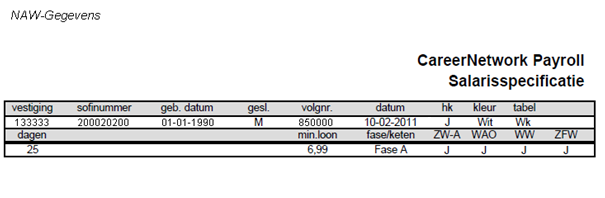 NAW-Gegevens
CareerNetwork Payroll
Salarisspecificatie
vestiging sofinummer geb. datum gesl. volgnr. datum hk kleur tabel
133333 200020200 01-01-1990 M 850000 10-02-2011 J Wit Wk
dagen min.loon fase/keten ZW-A WAO WW ZFW
25 6,99 Fase A J J J J